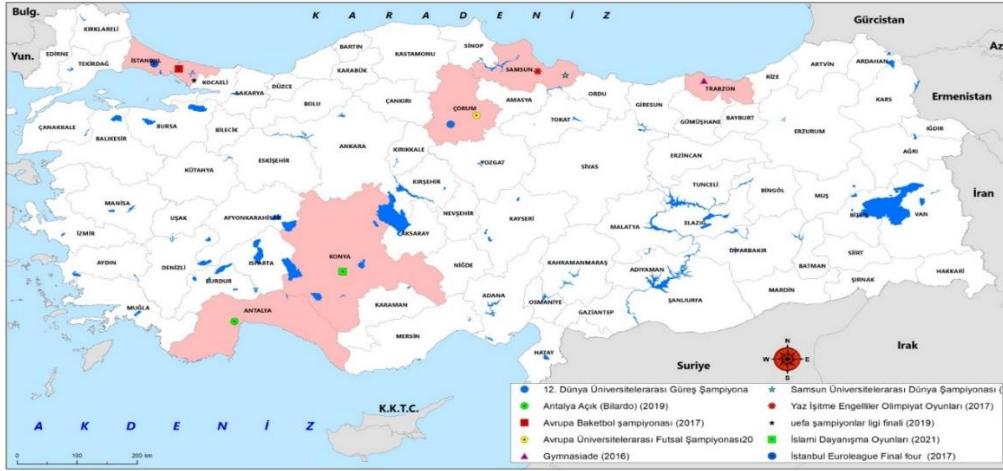 Bulg.
K A R A D E N İ Z
Gürcistan
Yun.
Az
Ermenistan
İran
Irak
Suriye
K.K.T.C.
A K D E N İ Z
KIRKLARELİ
EDİRNE
TEKİRDAĞ
İSTANBUL
KOCAELİ
SAKARYA
DÜZCE
BARTIN
KARABÜK
KASTAMONU
SİNOP
SAMSUN
ORDU
GİRESUN
TRABZON
RİZE
ARTVİN
ARDAHAN
KARS
IĞDIR
AĞRI
ÇANAKKALE
BALIKESİR
BURSA
BİLECİK
BOLU
ÇANKIRI
ÇORUM
AMASYA
TOKAT
GÜMÜŞHANE
BAYBURT
ERZURUM
KÜTAHYA
ESKİŞEHİR
ANKARA
KIRIKKALE
YOZGAT
SİVAS
ERZİNCAN
TUNCELİ
BİNGÖL
MUŞ
BİTLİS
VAN
MANİSA
UŞAK
AFYONKARAHİSAR
KIRŞEHİR
NEVŞEHİR
KAYSERİ
MALATYA
ELAZIĞ
İZMİR
AYDIN
DENİZLİ
ISPARTA
BURDUR
KONYA
AKSARAY
NİĞDE
KAHRAMANMARAŞ
ADIYAMAN
DİYARBAKIR
BATMAN
SİİRT
ŞIRNAK
HAKKARİ
MUĞLA
ANTALYA
KARAMAN
MERSİN
ADANA
OSMANİYE
GAZİANTEP
ŞANLIURFA
MARDİN
HATAY
N
W E
S
12. Dünya Üniversitelerarası Güreş Şampiyona
Antalya Açık (Bilardo) (2019)
Avrupa Baketbol şampiyonası (2017)
Avrupa Üniversitelerarası Futsal Şampiyonası20
Gymnasiade (2016)
Samsun Üniversitelerarası Dünya Şampiyonası (
Yaz İşitme Engelliler Olimpiyat Oyunları (2017)
uefa şampiyonlar ligi finali (2019)
İslami Dayanışma Oyunları (2021)
İstanbul Euroleague Final four (2017)
0 100 200 km